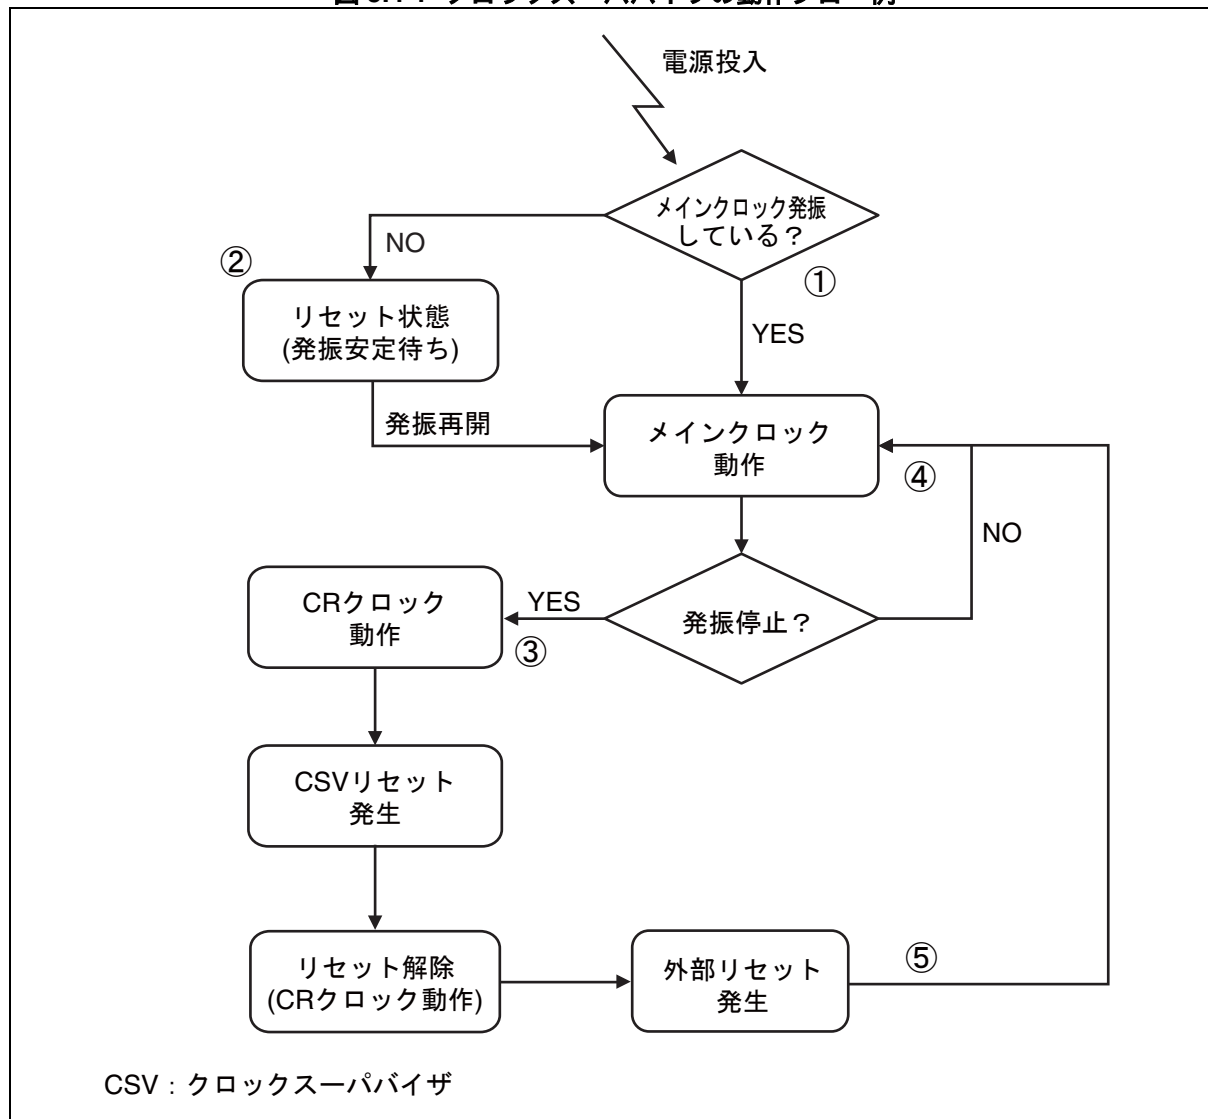 電源投入
メインクロック発振
している？
①
NO
②
リセット状態
(発振安定待ち)
YES
発振再開
メインクロック
動作
④
NO
発振停止？
YES
③
CRクロック
動作
CSVリセット
発生
リセット解除
(CRクロック動作)
外部リセット
発生
⑤
CSV：クロックスーパバイザ